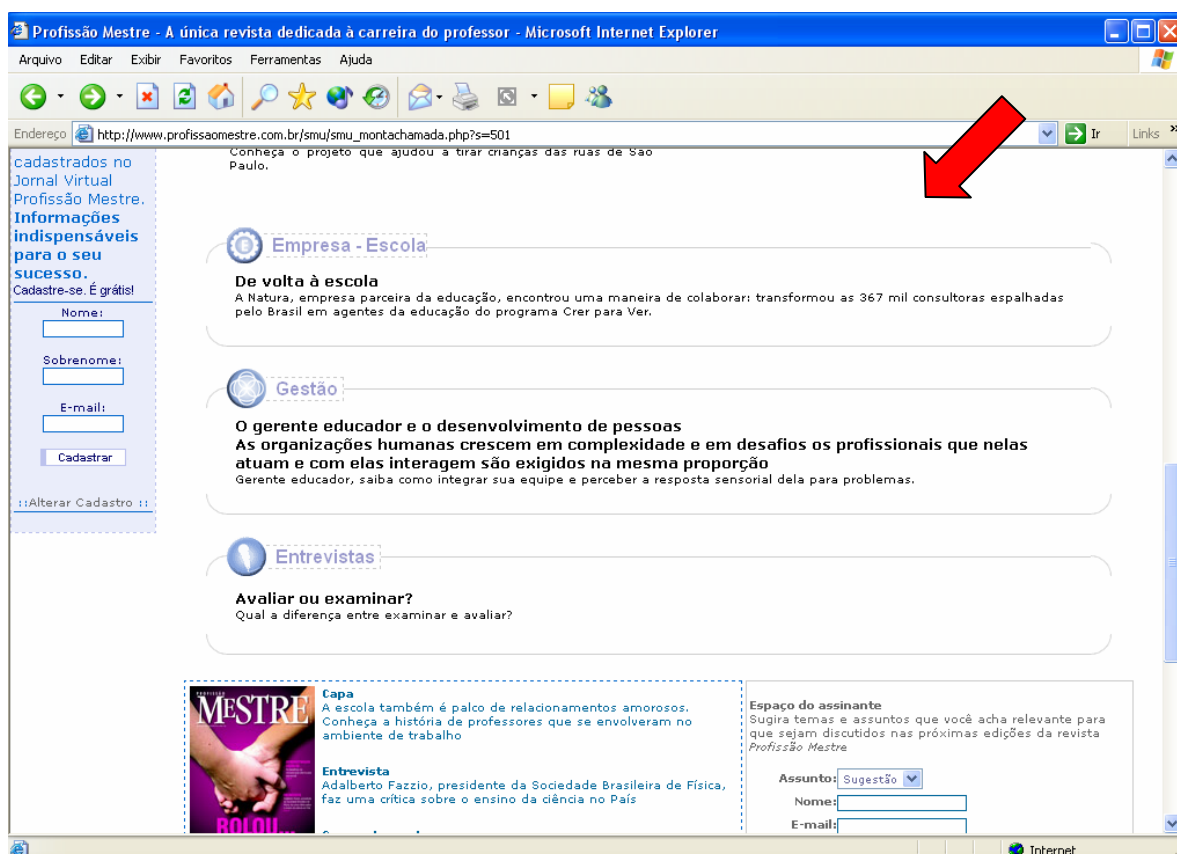 Profissão Mestre - A única revista dedicada à carreira do professor - Microsoft Internet Explorer
Arquivo Editar Exibir Favoritos Ferramentas Ajuda
Endereço http://www.profissaomestre.com.br/smu/smu_montachamada.php?s=501 Ir Links »
cadastrados no
Jornal Virtual
Profissão Mestre.
Informações
indispensáveis
para o seu
sucesso.
Cadastre-se. É grátis!
Nome:
Sobrenome:
E-mail:
Cadastrar
::Alterar Cadastro ::
Conheça o projeto que ajudou a tirar crianças das ruas de São
Paulo.
Empresa - Escola
De volta à escola
A Natura, empresa parceira da educação, encontrou uma maneira de colaborar: transformou as 367 mil consultoras espalhadas
pelo Brasil em agentes da educação do programa Crer para Ver.
Gestão
O gerente educador e o desenvolvimento de pessoas
As organizações humanas crescem em complexidade e em desafios os profissionais que nelas
atuam e com elas interagem são exigidos na mesma proporção
Gerente educador, saiba como integrar sua equipe e perceber a resposta sensorial dela para problemas.
Entrevistas
Avaliar ou examinar?
Qual a diferença entre examinar e avaliar?
MESTRE
ROLOU...
Capa
A escola também é palco de relacionamentos amorosos.
Conheça a história de professores que se envolveram no
ambiente de trabalho
Entrevista
Adalberto Fazzio, presidente da Sociedade Brasileira de Física,
faz uma crítica sobre o ensino da ciência no País
Espaço do assinante
Sugira temas e assuntos que você acha relevante para
que sejam discutidos nas próximas edições da revista
Profissão Mestre
Assunto: Sugestão
Nome:
E-mail:
Internet